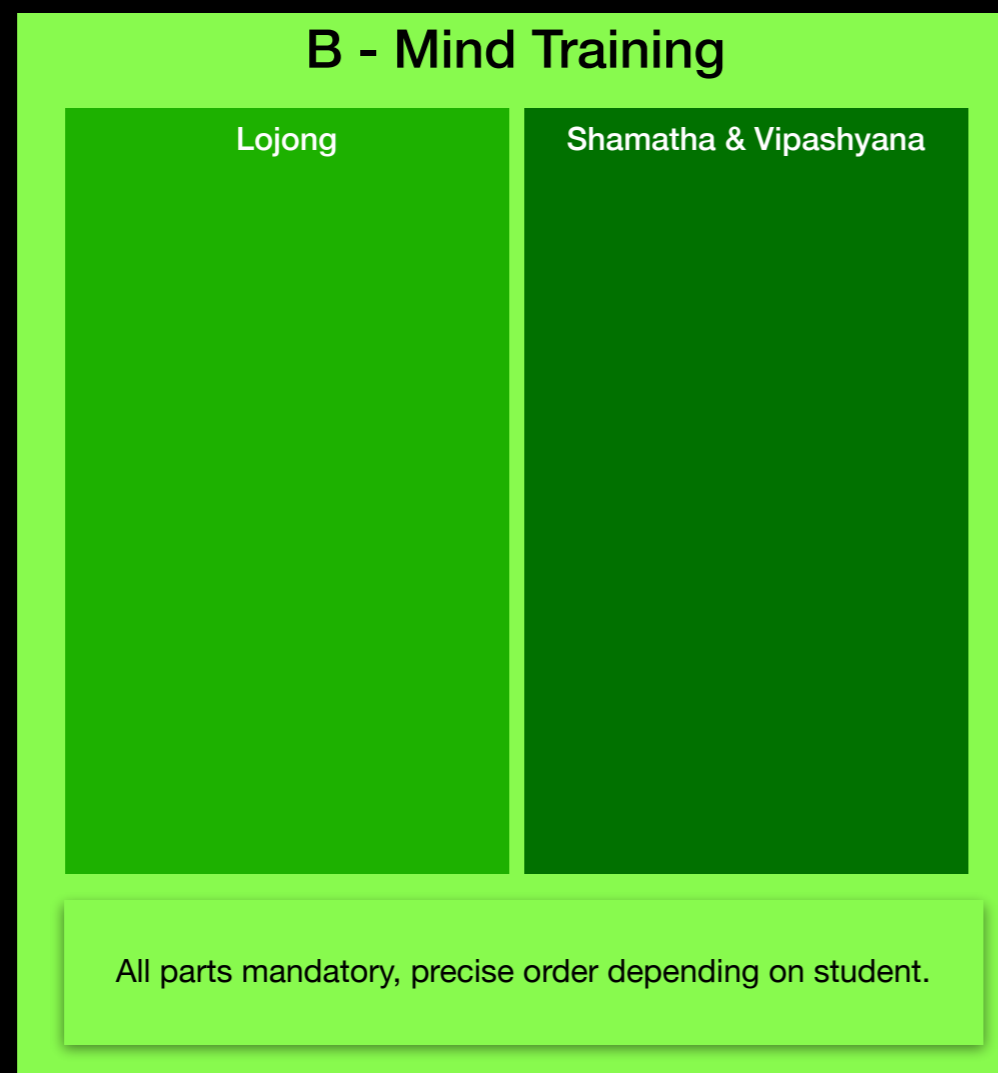 B - Mind Training
Lojong
Shamatha & Vipashyana
All parts mandatory, precise order depending on student.